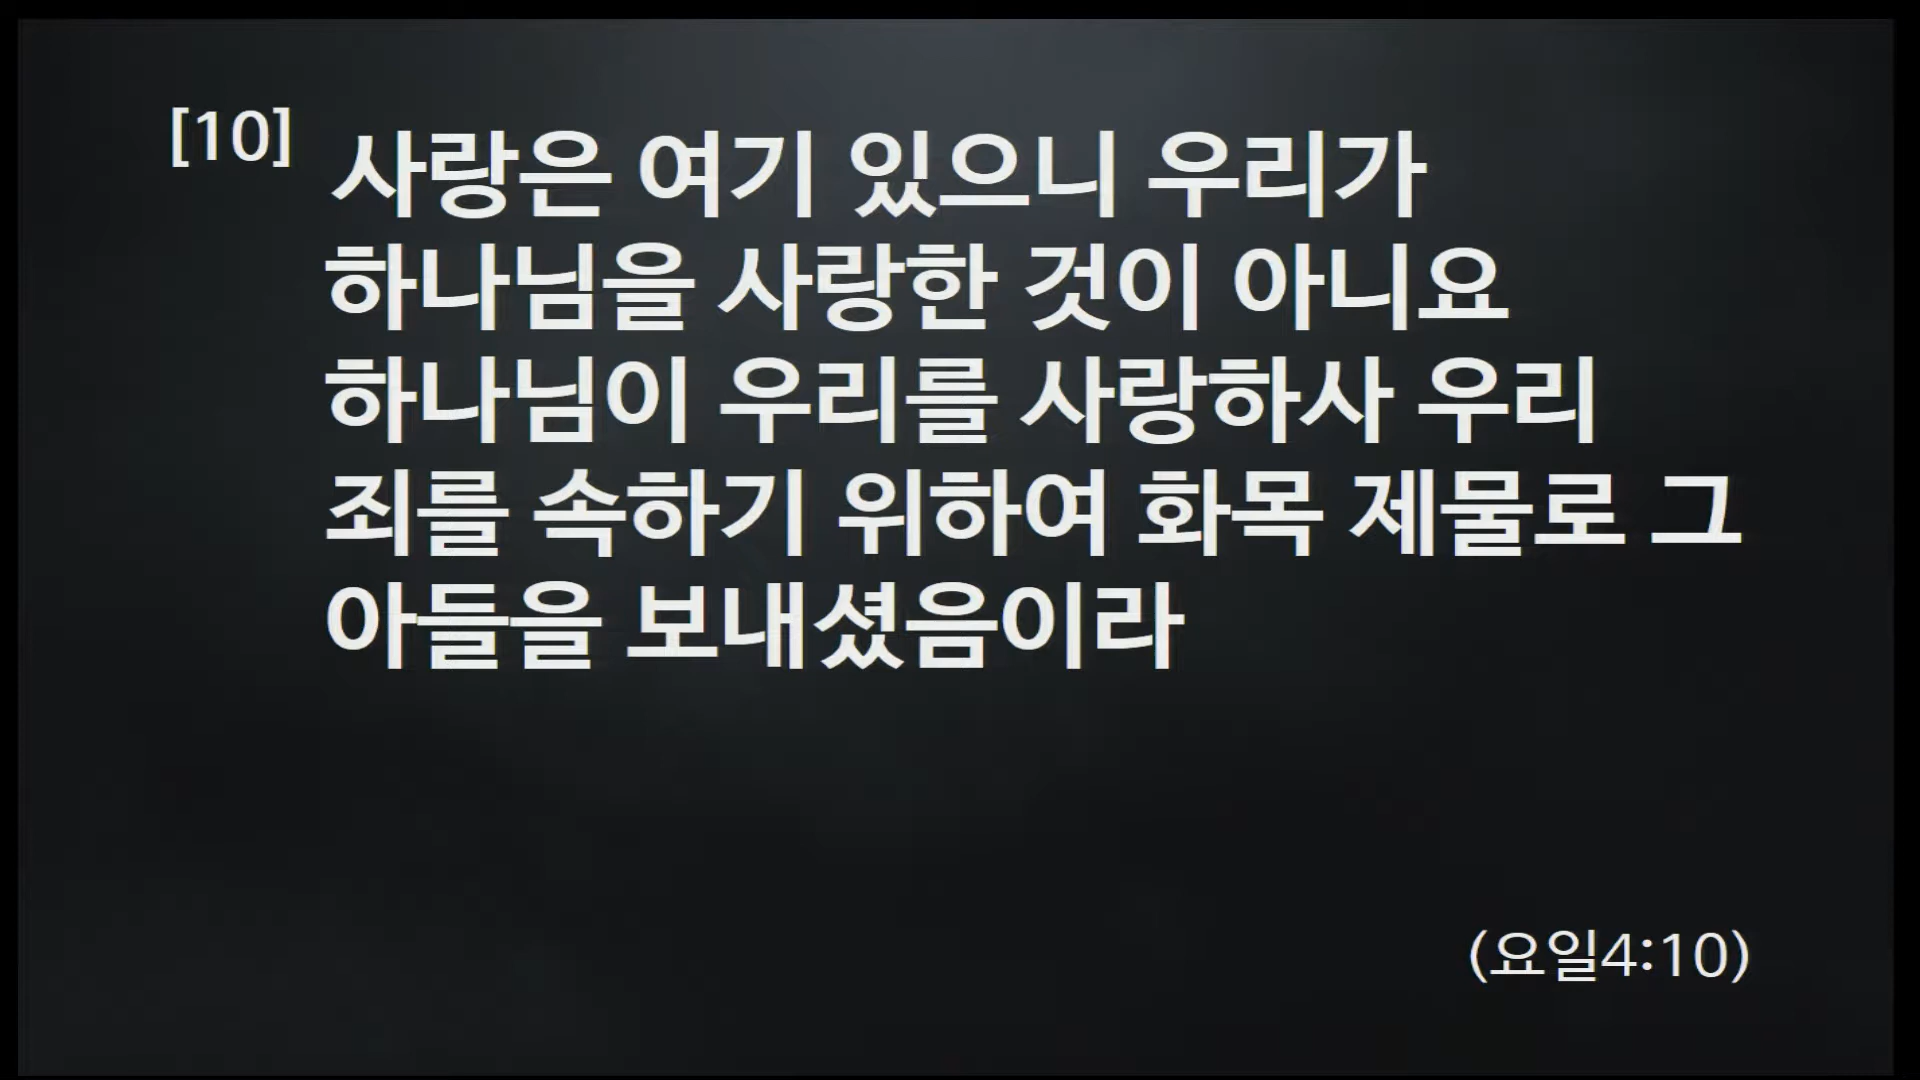 [10] 사랑은 여기 있으니 우리가
하나님을 사랑한 것이 아니요
하나님이 우리를 사랑하사 우리
죄를 속하기 위하여 화목 제물로 그
아들을 보내셨음이라
(요일4:10)